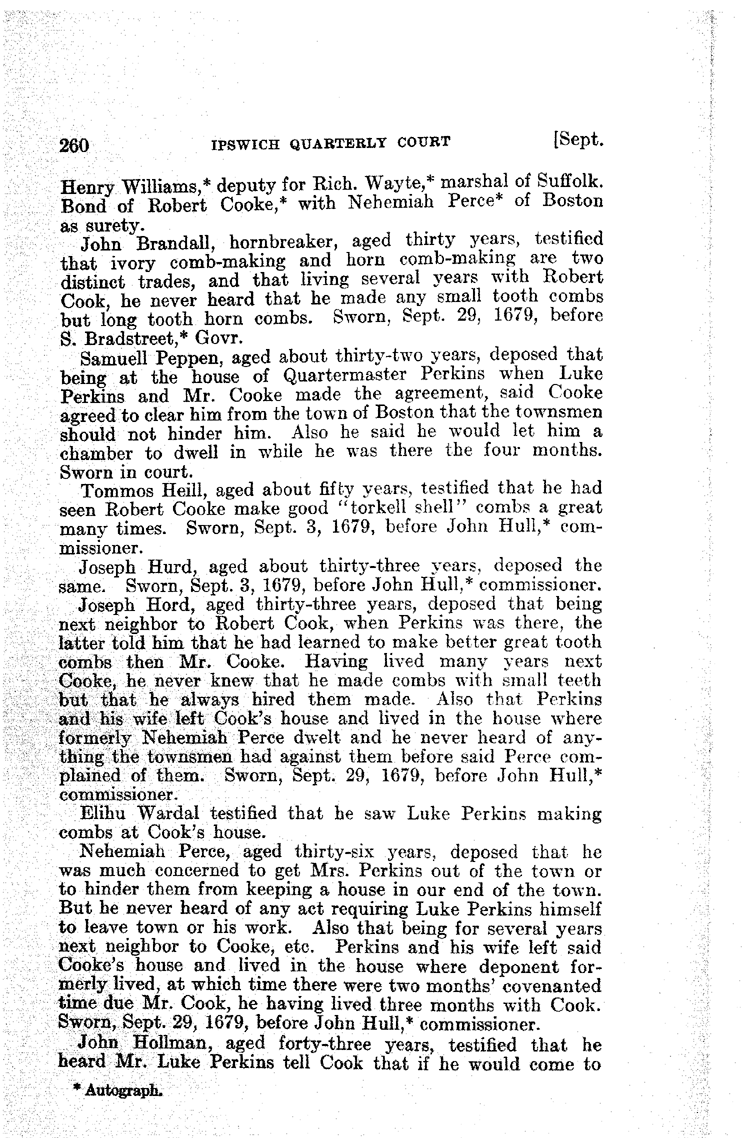 260 IPSWICH QUARTERLY COURT [Sept.
Henry Williams,* deputy for Rich. Wayte,* marshal of Suffolk.
Bond of Robert Cooke,* with Nehemiah Perce* of Boston
as surety.
John Brandall, hornbreaker, aged thirty years, testified
that ivory comb-making and horn comb-making are two
distinct trades, and that living several years with Robert
Cook, he never heard that he made any small tooth combs
but long tooth horn combs. Sworn, Sept. 29, 1679, before
S. Bradstreet,* Govr.
Samuell Peppen, aged about thirty-two years, deposed that
being at the house of Quartermaster Perkins when Luke
Perkins and Mr. Cooke made the agreement, said Cooke
agreed to clear him from the town of Boston that the townsmen
should not hinder him. Also he said he would let him a
chamber to dwell in while he was there the four months.
Sworn in court.
Tommos Heill, aged about fifty years, testified that he had
seen Robert Cooke make good "torkell shell" combs a great
many times. Sworn, Sept. 3, 1679, before John Hull,* com-
missioner.
Joseph Hurd, aged about thirty-three years, deposed the
same. Sworn, Sept. 3, 1679, before John Hull,* commissioner.
Joseph Hord, aged thirty-three years, deposed that being
next neighbor to Robert Cook, when Perkins was there, the
latter told him that he had learned to make better great tooth
combs then Mr. Cooke. Having lived many years next
Cooke, he never knew that he made combs with small teeth
but that he always hired them made. Also that Perkins
and his wife left Cook's house and lived in the house where
formerly Nehemiah Perce dwelt and he never heard of any-
thing the townsmen had against them before said Perce com-
plained of them. Sworn, Sept. 29, 1679, before John Hull,*
commissioner.
Elihu Wardal testified that he saw Luke Perkins making
combs at Cook's house.
Nehemiah Perce, aged thirty-six years, deposed that he
was much concerned to get Mrs. Perkins out of the town or
to hinder them from keeping a house in our end of the town.
But he never heard of any act requiring Luke Perkins himself
to leave town or his work. Also that being for several years
next neighbor to Cooke, etc. Perkins and his wife left said
Cooke's house and lived in the house where deponent for-
merly lived, at which time there were two months' covenanted
time due Mr. Cook, he having lived three months with Cook.
Sworn, Sept. 29, 1679, before John Hull,* commissioner.
John Hollman, aged forty-three years, testified that he
heard Mr. Luke Perkins tell Cook that if he would come to
* Autograph.